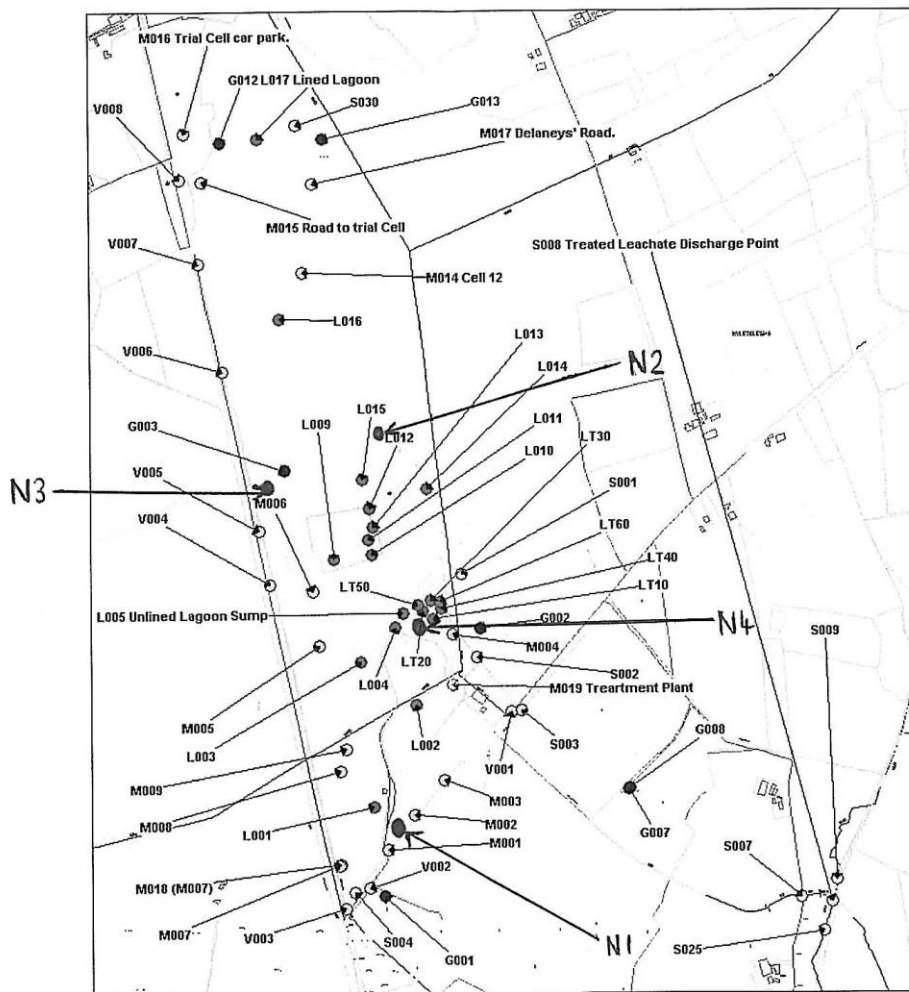 M016 Trial Cell car park.
G012 L017 Lined Lagoon
S030
G013
V008
M017 Delaneys' Road.
M015 Road to trial Cell
V007
S008 Treated Leachate Discharge Point
M014 Cell 12
L016
L013
V006
N2
L014
L015
L009
L012
L011
G003
LT30
L010
V005
N3
M006
S001
V004
LT60
LT40
LT50
LT10
L005 Unlined Lagoon Sump
G002
N4
M004
S009
LT20
L004
S002
M019 Treartment Plant
M005
L003
L002
S003
G008
V001
M009
M003
M008
M002
G007
L001
M001
S007
V002
M018 (M007)
M007
V003
S004
G001
N1
S025